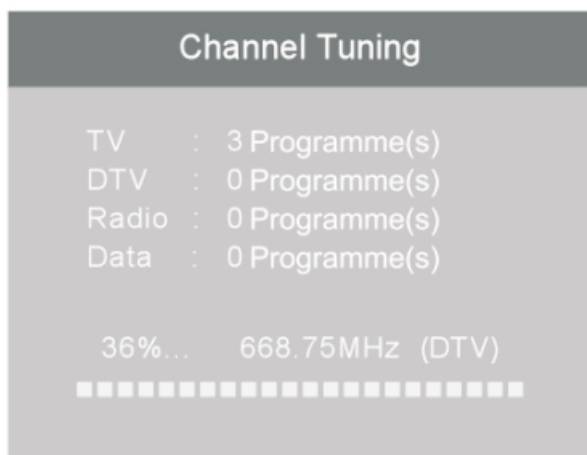 Channel Tuning
TV : 3 Programme(s)
DTV : 0 Programme(s)
Radio : 0 Programme(s)
Data : 0 Programme(s)
36%... 668.75MHz (DTV)